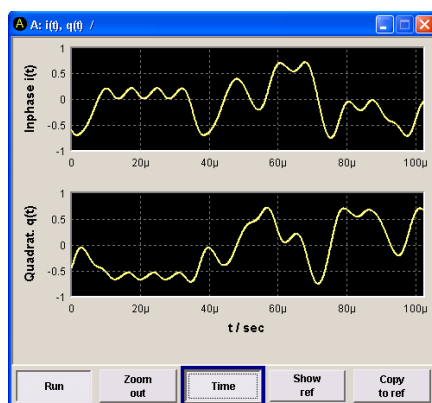 A A: i(t), q(t) /
Inphase i(t)
1
0.5
0
-0.5
-1
0 20µ 40µ 60µ 80µ 100µ
Quadrat. q(t)
1
0.5
0
-0.5
-1
0 20µ 40µ 60µ 80µ 100µ
t / sec
Run Zoom out Time Show ref Copy to ref